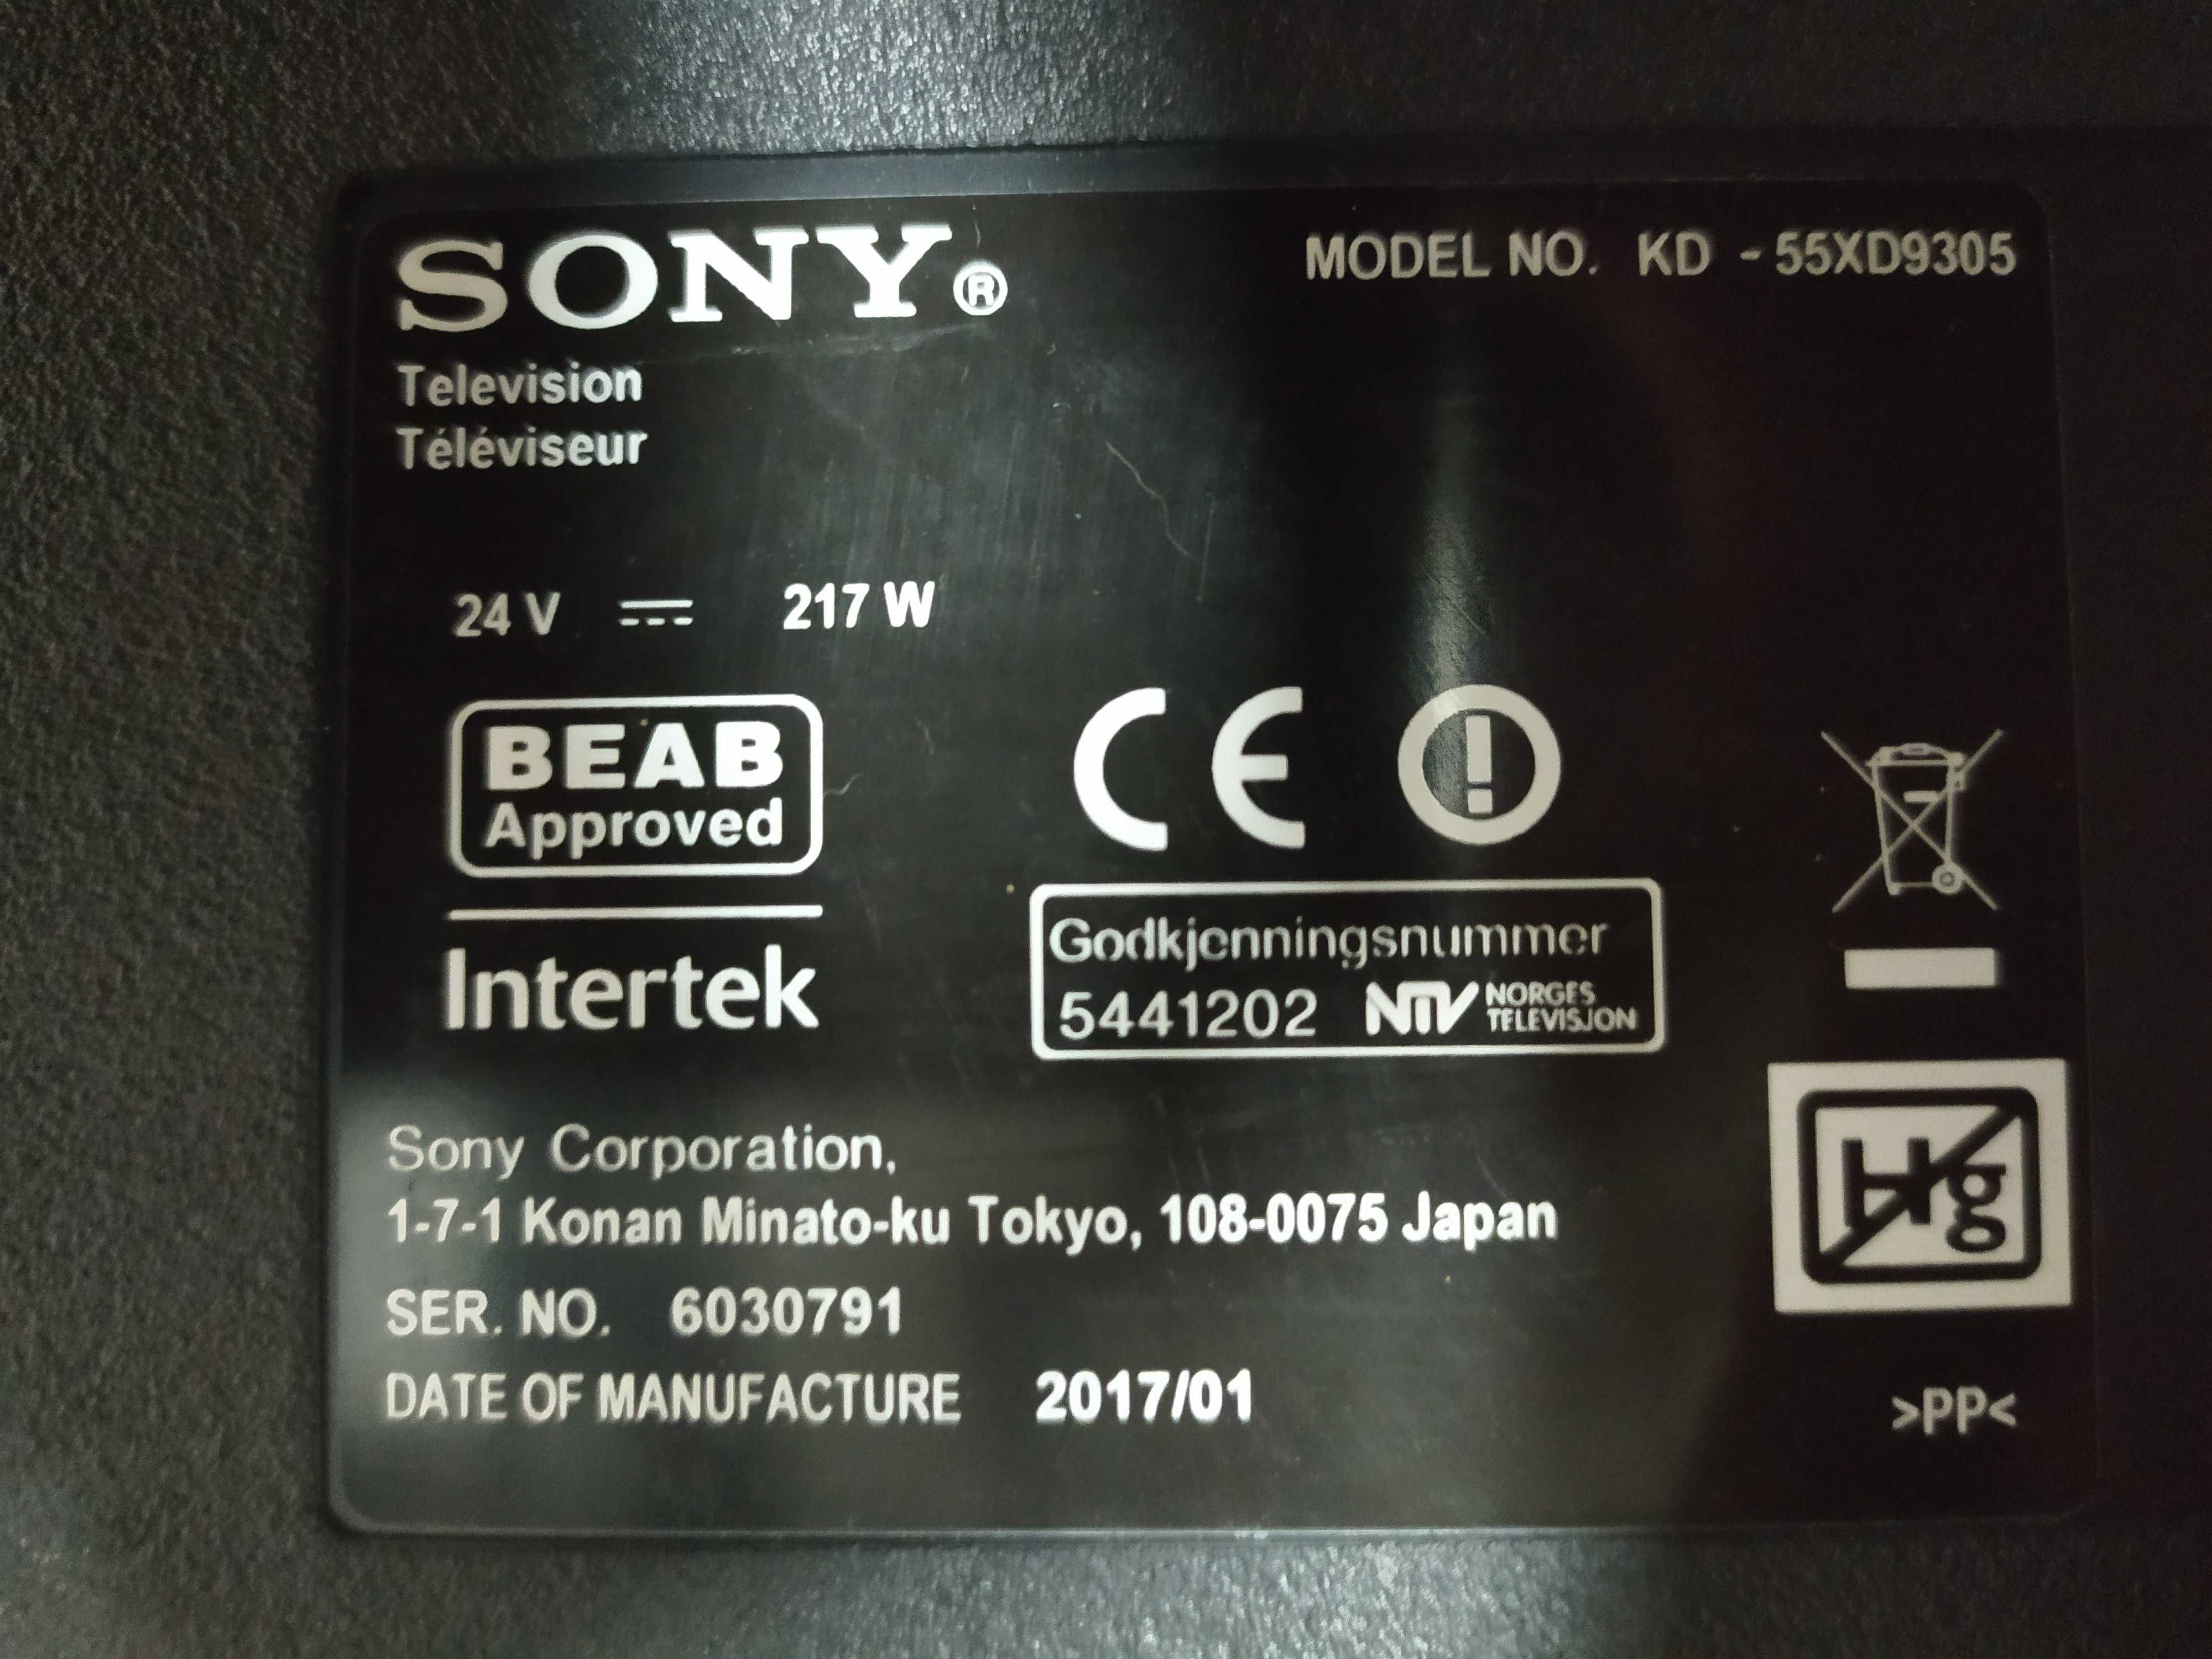 SONY®
MODEL NO. KD - 55XD9305
Television
Téléviseur
24 V ⎓ 217 W
BEAB
Approved
Intertek
CE
Godkjenningsnummer
5441202 NTV NORGES
TELEVISJON
Hg
Sony Corporation,
1-7-1 Konan Minato-ku Tokyo, 108-0075 Japan
SER. NO. 6030791
DATE OF MANUFACTURE 2017/01
>PP<